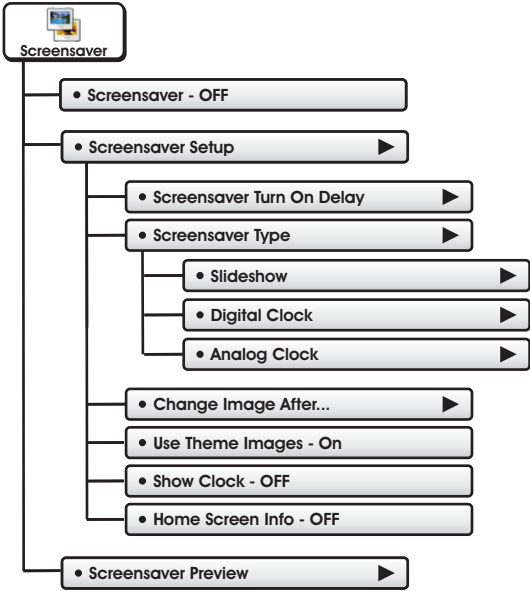 Screensaver
• Screensaver - OFF
• Screensaver Setup
• Screensaver Turn On Delay
• Screensaver Type
• Slideshow
• Digital Clock
• Analog Clock
• Change Image After...
• Use Theme Images - On
• Show Clock - OFF
• Home Screen Info - OFF
• Screensaver Preview